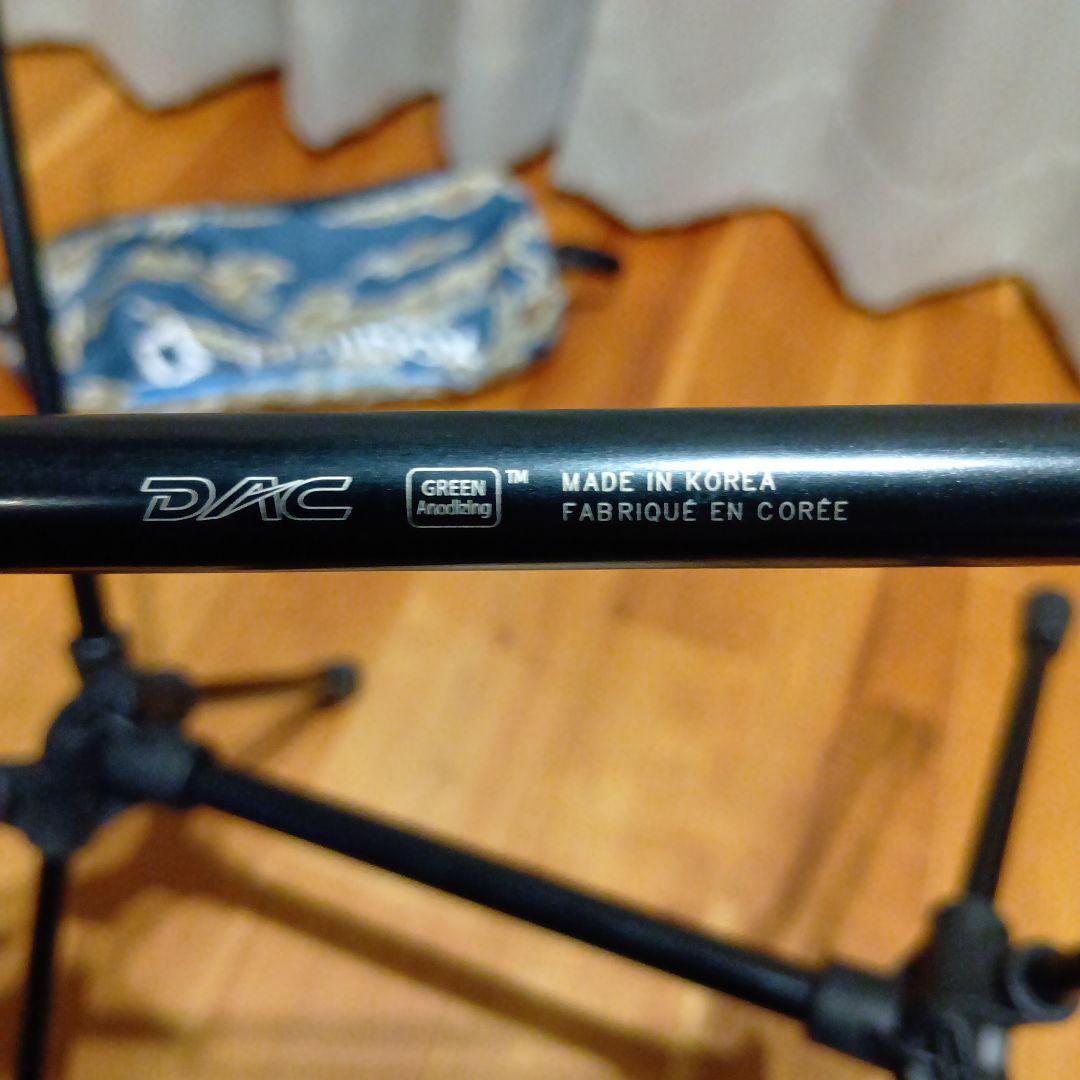 DAC
GREEN
Anodizing
TM
MADE IN KOREA
FABRIQUÉ EN CORÉE